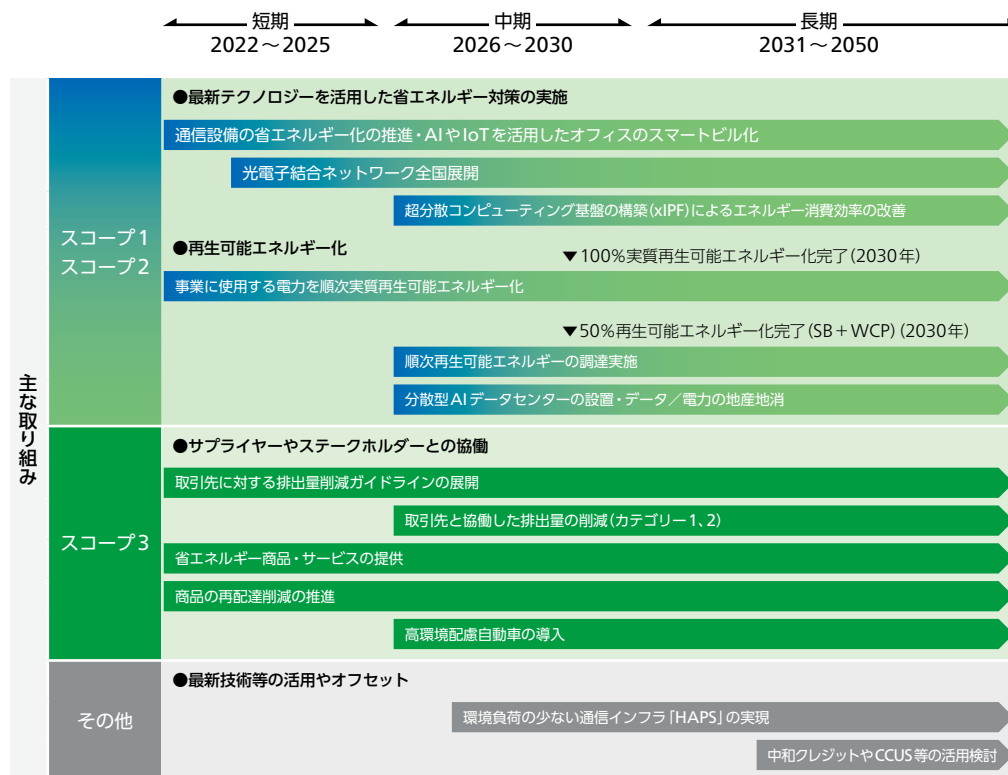 短期
2022～2025
中期
2026～2030
長期
2031～2050
主な取り組み
スコープ1
スコープ2
●最新テクノロジーを活用した省エネルギー対策の実施
通信設備の省エネルギー化の推進・AIやIoTを活用したオフィスのスマートビル化
光電子結合ネットワーク全国展開
超分散コンピューティング基盤の構築（xIPF）によるエネルギー消費効率の改善
●再生可能エネルギー化
▼100%実質再生可能エネルギー化完了（2030年）
事業に使用する電力を順次実質再生可能エネルギー化
▼50%再生可能エネルギー化完了（SB＋WCP）（2030年）
順次再生可能エネルギーの調達実施
分散型AIデータセンターの設置・データ／電力の地産地消
スコープ3
●サプライヤーやステークホルダーとの協働
取引先に対する排出量削減ガイドラインの展開
取引先と協働した排出量の削減（カテゴリー1、2）
省エネルギー商品・サービスの提供
商品の再配達削減の推進
高環境配慮自動車の導入
その他
●最新技術等の活用やオフセット
環境負荷の少ない通信インフラ「HAPS」の実現
中和クレジットやCCUS等の活用検討